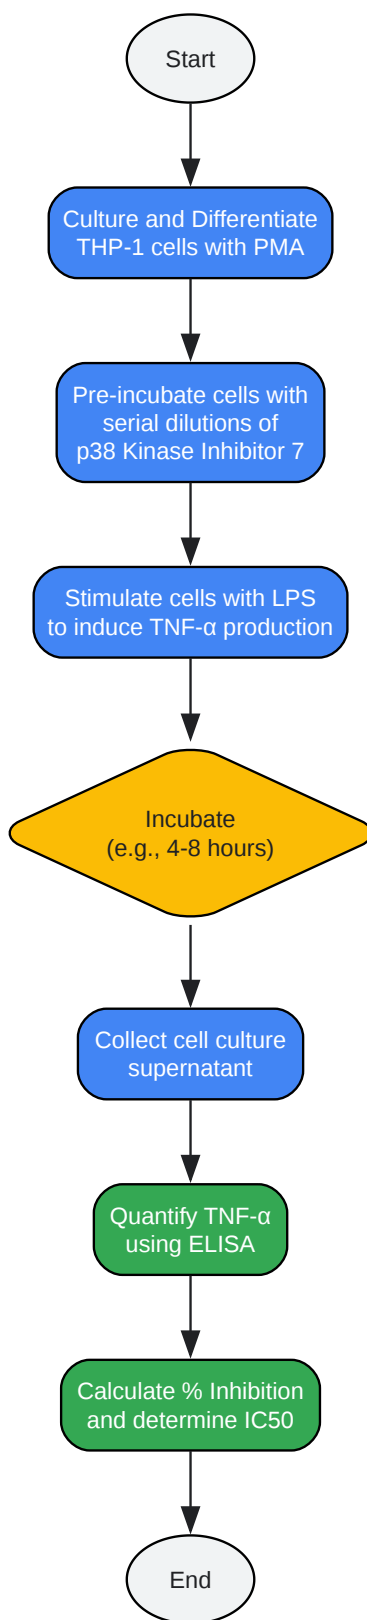 Start
Culture and Differentiate
THP-1 cells with PMA
Pre-incubate cells with
serial dilutions of
p38 Kinase Inhibitor 7
Stimulate cells with LPS
to induce TNF-α production
Incubate
(e.g., 4-8 hours)
Collect cell culture
supernatant
Quantify TNF-α
using ELISA
Calculate % Inhibition
and determine IC50
End